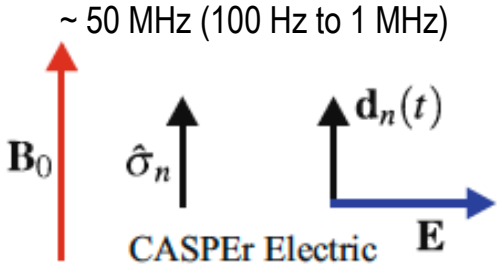 ~ 50 MHz (100 Hz to 1 MHz)
B₀
σ̂ₙ
dₙ(t)
CASPEr Electric
E